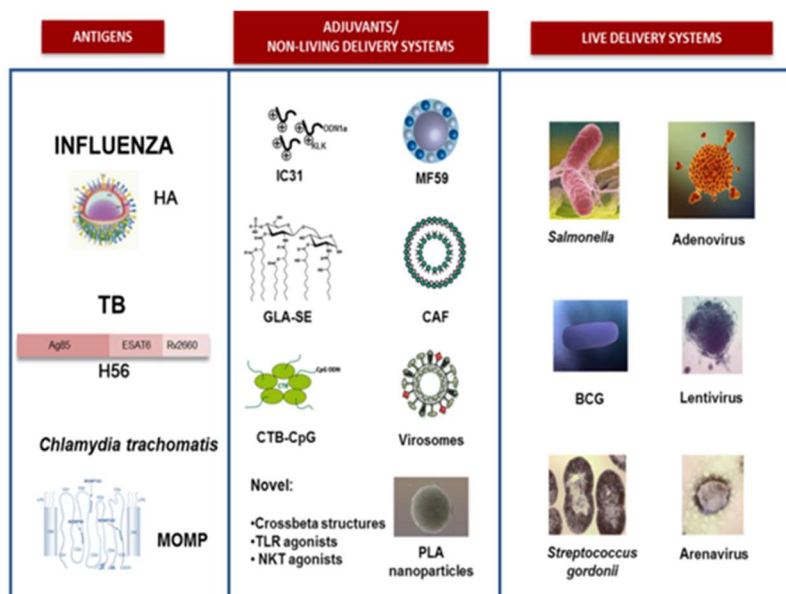 ANTIGENS
ADJUVANTS/
NON-LIVING DELIVERY SYSTEMS
LIVE DELIVERY SYSTEMS
INFLUENZA
HA
TB
Ag85 ESAT6 Rv2660
H56
Chlamydia trachomatis
MOMP
ODN1a
KLK
IC31
MF59
GLA-SE
CAF
CpG ODN
CTB
CTB-CpG
Virosomes
Novel:
•Crossbeta structures
•TLR agonists
• NKT agonists
PLA
nanoparticles
Salmonella
Adenovirus
BCG
Lentivirus
Streptococcus
gordonii
Arenavirus